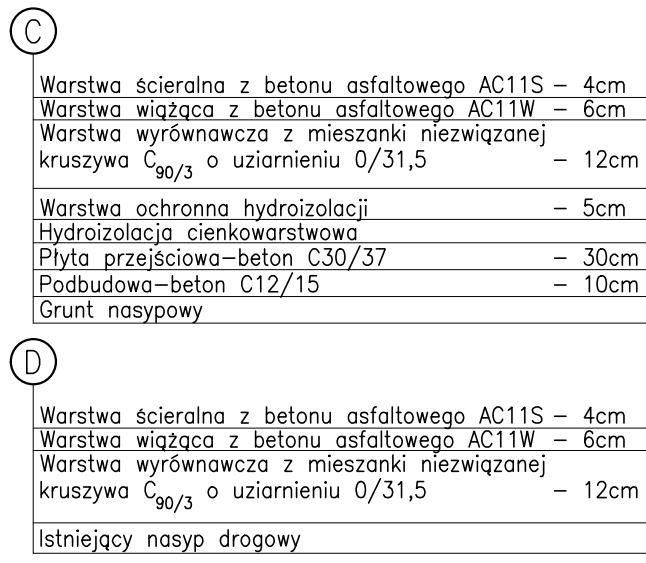 C
Warstwa ścieralna z betonu asfaltowego AC11S – 4cm
Warstwa wiążąca z betonu asfaltowego AC11W – 6cm
Warstwa wyrównawcza z mieszanki niezwiązanej
kruszywa C90/3 o uziarnieniu 0/31,5 – 12cm
Warstwa ochronna hydroizolacji – 5cm
Hydroizolacja cienkowarstwowa
Płyta przejściowa–beton C30/37 – 30cm
Podbudowa–beton C12/15 – 10cm
Grunt nasypowy
D
Warstwa ścieralna z betonu asfaltowego AC11S – 4cm
Warstwa wiążąca z betonu asfaltowego AC11W – 6cm
Warstwa wyrównawcza z mieszanki niezwiązanej
kruszywa C90/3 o uziarnieniu 0/31,5 – 12cm
Istniejący nasyp drogowy